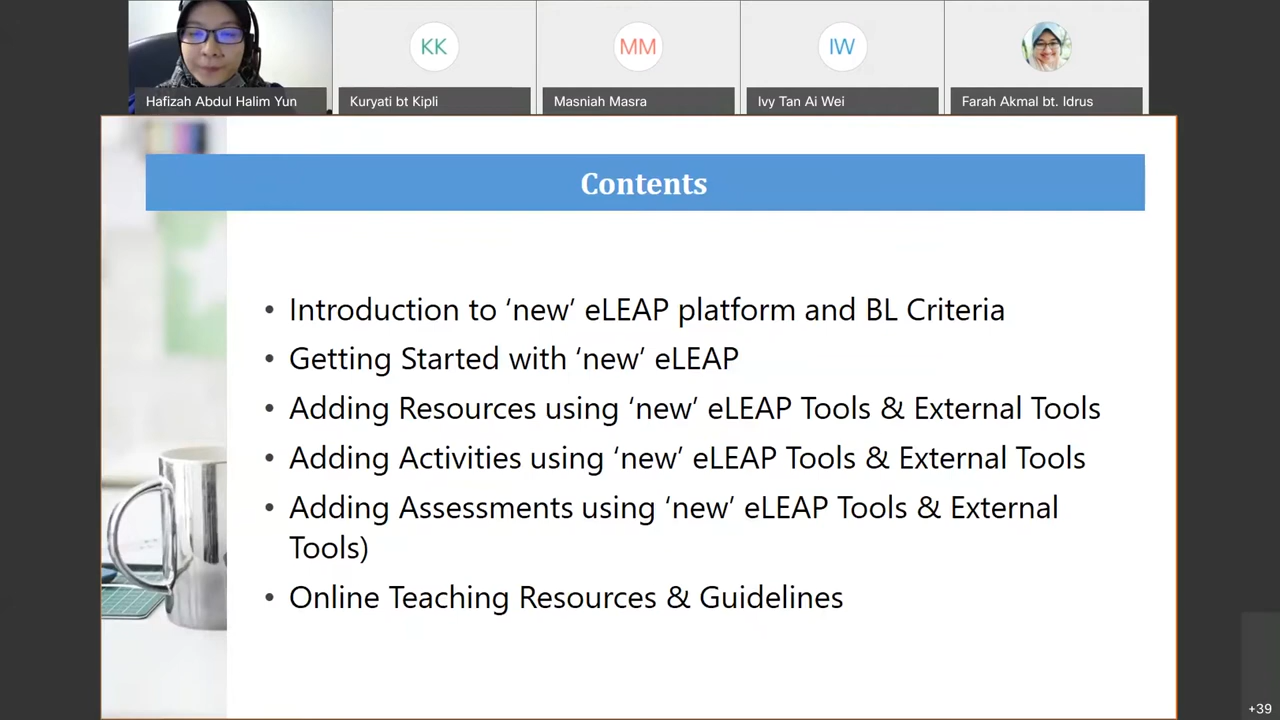 KK
MM
IW
Hafizah Abdul Halim Yun
Kuryati bt Kipli
Masniah Masra
Ivy Tan Ai Wei
Farah Akmal bt. Idrus
Contents
• Introduction to ‘new’ eLEAP platform and BL Criteria
• Getting Started with ‘new’ eLEAP
• Adding Resources using ‘new’ eLEAP Tools & External Tools
• Adding Activities using ‘new’ eLEAP Tools & External Tools
• Adding Assessments using ‘new’ eLEAP Tools & External
Tools)
• Online Teaching Resources & Guidelines
+39